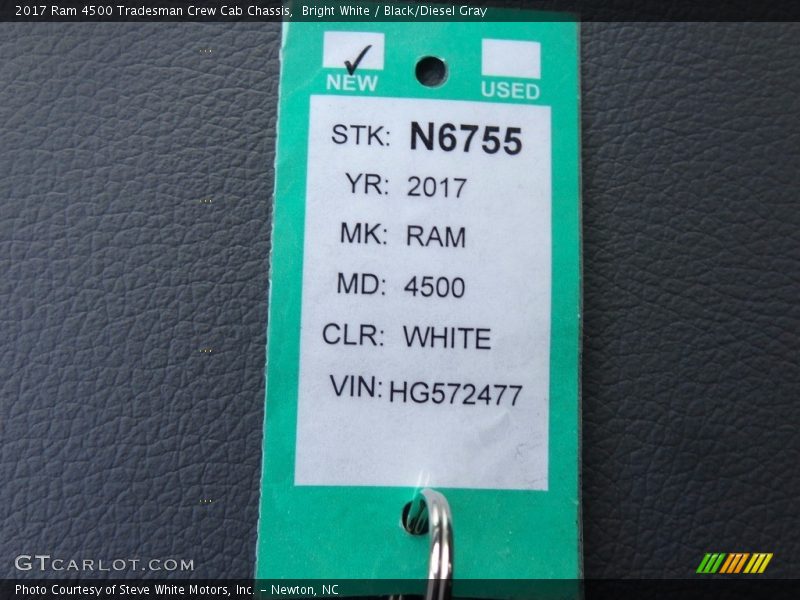 2017 Ram 4500 Tradesman Crew Cab Chassis, Bright White / Black/Diesel Gray
NEW USED
STK: N6755
YR: 2017
MK: RAM
MD: 4500
CLR: WHITE
VIN: HG572477
GTCARLOT.COM
Photo Courtesy of Steve White Motors, Inc. – Newton, NC